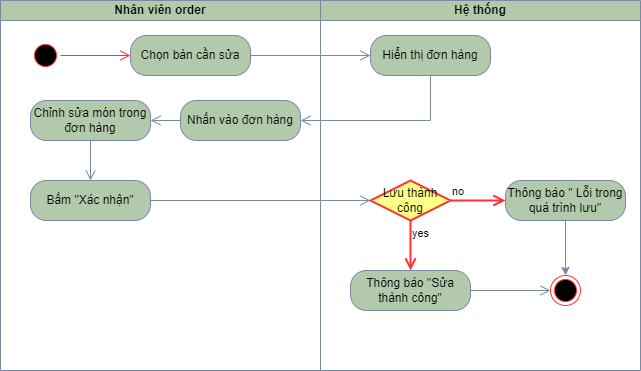 Nhân viên order
Hệ thống
Chọn bàn cần sửa
Hiển thị đơn hàng
Chỉnh sửa món trong
đơn hàng
Nhấn vào đơn hàng
Bấm "Xác nhận"
Lưu thành
công
no
Thông báo " Lỗi trong
quá trình lưu"
yes
Thông báo "Sửa
thành công"